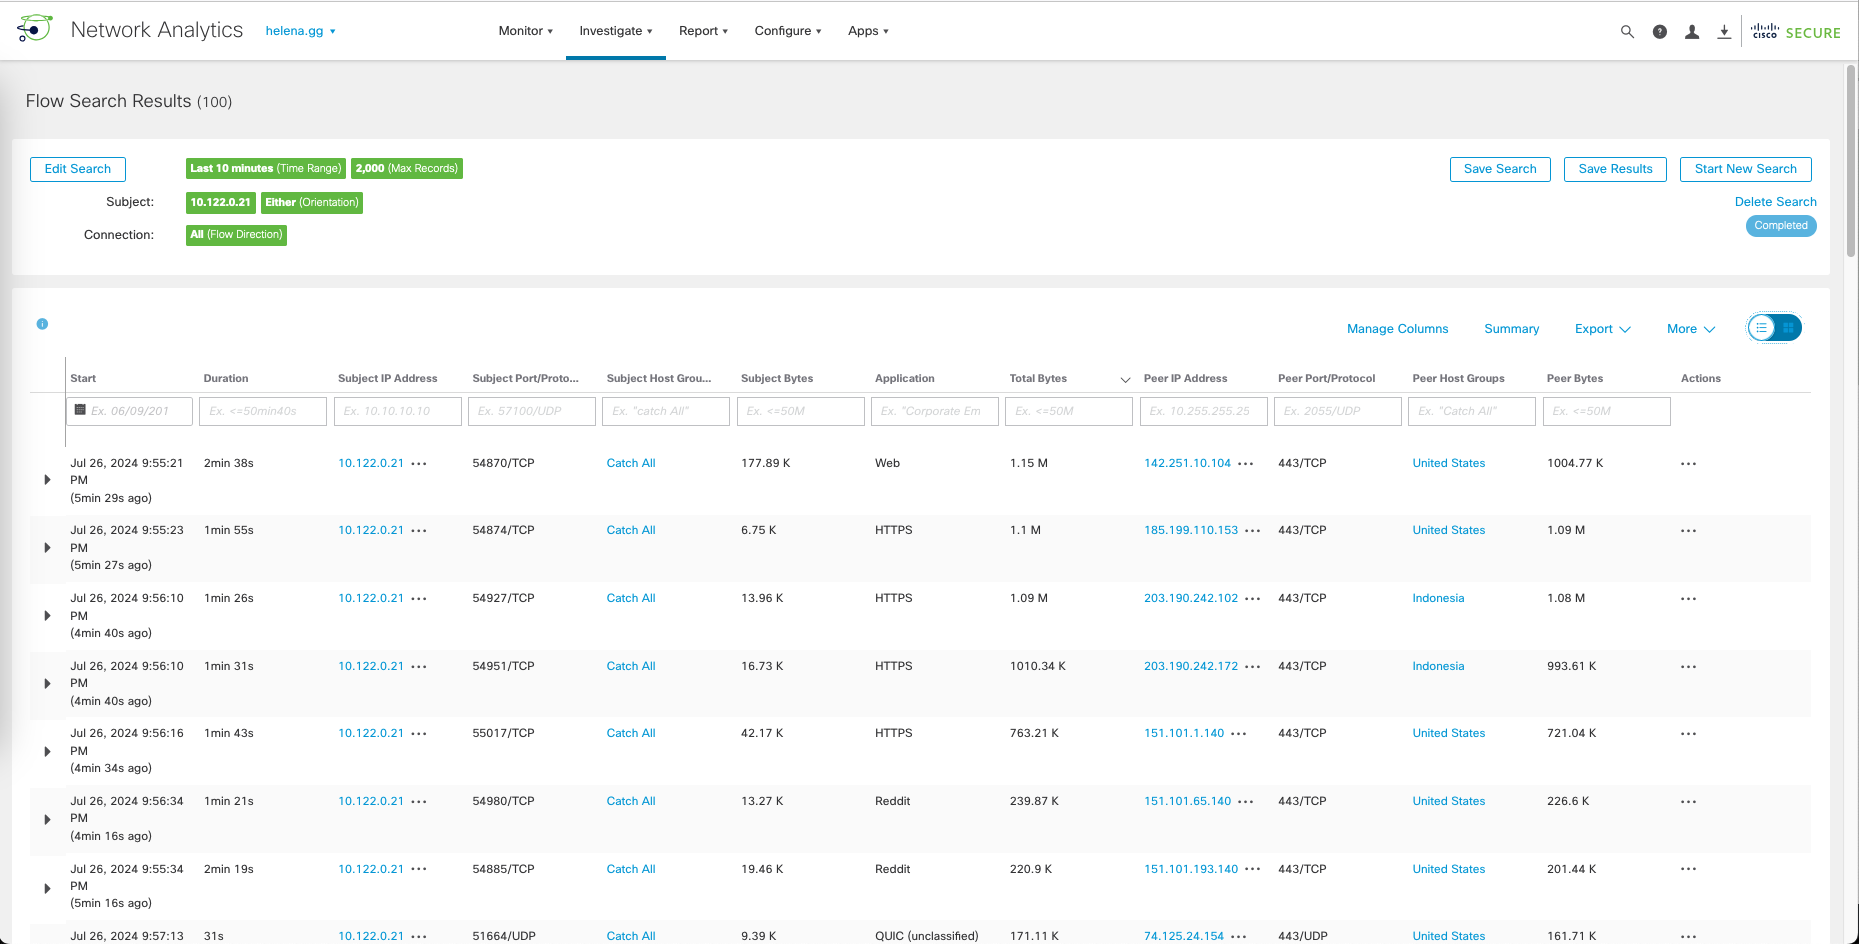 Network Analytics helena.gg Monitor Investigate Report Configure Apps CISCO SECURE
Flow Search Results (100)
Edit Search Last 10 minutes (Time Range) 2,000 (Max Records) Save Search Save Results Start New Search
Subject: 10.122.0.21 Either (Orientation) Delete Search
Completed
Connection: All (Flow Direction)
Manage Columns Summary Export More
Start Duration Subject IP Address Subject Port/Proto... Subject Host Grou... Subject Bytes Application Total Bytes Peer IP Address Peer Port/Protocol Peer Host Groups Peer Bytes Actions
Ex. 06/09/201 Ex. <=50min40s Ex. 10.10.10.10 Ex. 57100/UDP Ex. "catch All" Ex. <=50M Ex. "Corporate Em Ex. <=50M Ex. 10.255.255.25 Ex. 2055/UDP Ex. "Catch All" Ex. <=50M
Jul 26, 2024 9:55:21 2min 38s 10.122.0.21 ... 54870/TCP Catch All 177.89 K Web 1.15 M 142.251.10.104 ... 443/TCP United States 1004.77 K ...
PM
(5min 29s ago)
Jul 26, 2024 9:55:23 1min 55s 10.122.0.21 ... 54874/TCP Catch All 6.75 K HTTPS 1.1 M 185.199.110.153 ... 443/TCP United States 1.09 M ...
PM
(5min 27s ago)
Jul 26, 2024 9:56:10 1min 26s 10.122.0.21 ... 54927/TCP Catch All 13.96 K HTTPS 1.09 M 203.190.242.102 ... 443/TCP Indonesia 1.08 M ...
PM
(4min 40s ago)
Jul 26, 2024 9:56:10 1min 31s 10.122.0.21 ... 54951/TCP Catch All 16.73 K HTTPS 1010.34 K 203.190.242.172 ... 443/TCP Indonesia 993.61 K ...
PM
(4min 40s ago)
Jul 26, 2024 9:56:16 1min 43s 10.122.0.21 ... 55017/TCP Catch All 42.17 K HTTPS 763.21 K 151.101.1.140 ... 443/TCP United States 721.04 K ...
PM
(4min 34s ago)
Jul 26, 2024 9:56:34 1min 21s 10.122.0.21 ... 54980/TCP Catch All 13.27 K Reddit 239.87 K 151.101.65.140 ... 443/TCP United States 226.6 K ...
PM
(4min 16s ago)
Jul 26, 2024 9:55:34 2min 19s 10.122.0.21 ... 54885/TCP Catch All 19.46 K Reddit 220.9 K 151.101.193.140 ... 443/TCP United States 201.44 K ...
PM
(5min 16s ago)
Jul 26, 2024 9:57:13 31s 10.122.0.21 ... 51664/UDP Catch All 9.39 K QUIC (unclassified) 171.11 K 74.125.24.154 ... 443/UDP United States 161.71 K ...